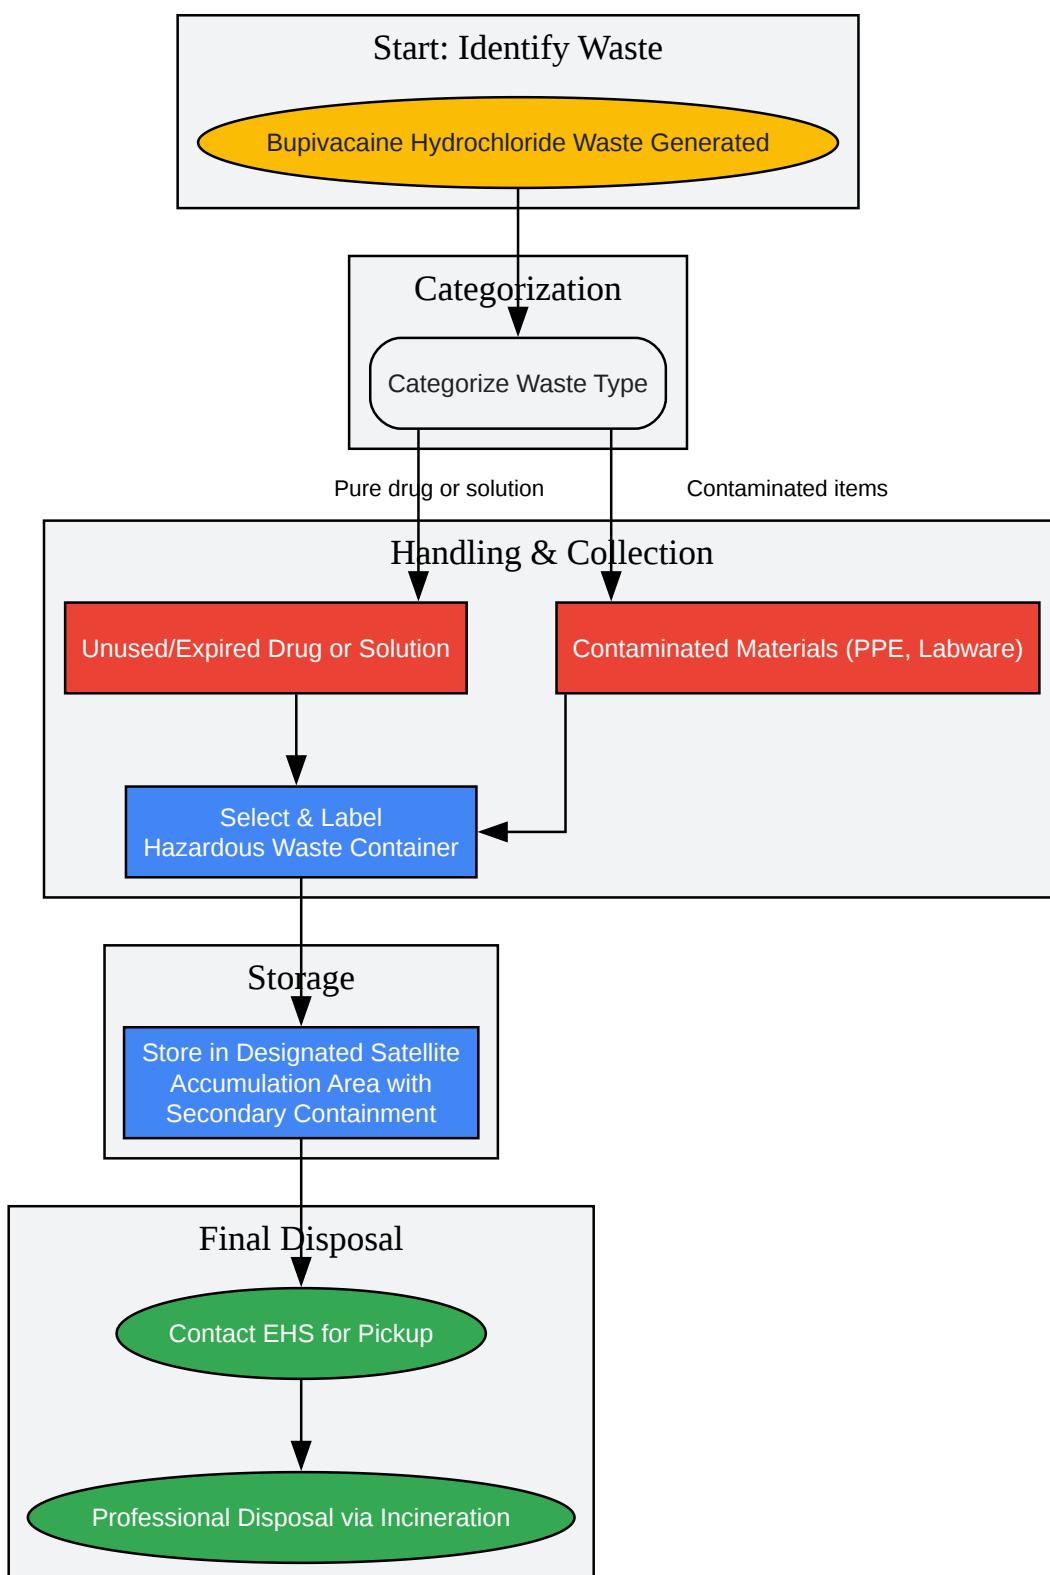 Start: Identify Waste
Bupivacaine Hydrochloride Waste Generated
Categorization
Categorize Waste Type
Pure drug or solution
Contaminated items
Handling & Collection
Unused/Expired Drug or Solution
Contaminated Materials (PPE, Labware)
Select & Label
Hazardous Waste Container
Storage
Store in Designated Satellite
Accumulation Area with
Secondary Containment
Final Disposal
Contact EHS for Pickup
Professional Disposal via Incineration